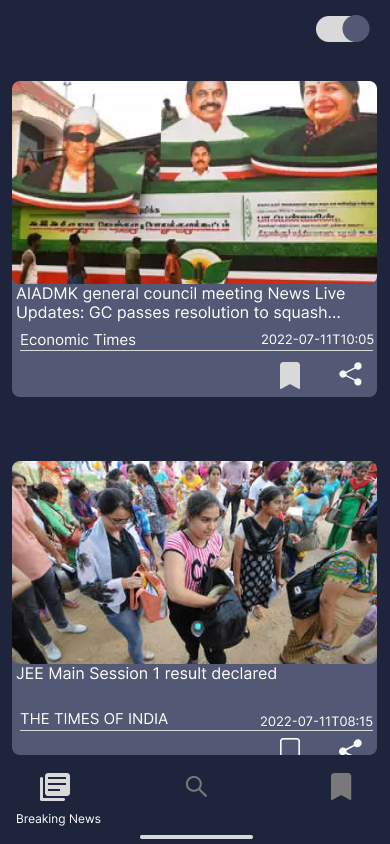 AIADMK general council meeting News Live
Updates: GC passes resolution to squash...
Economic Times
2022-07-11T10:05
JEE Main Session 1 result declared
THE TIMES OF INDIA
2022-07-11T08:15
Breaking News